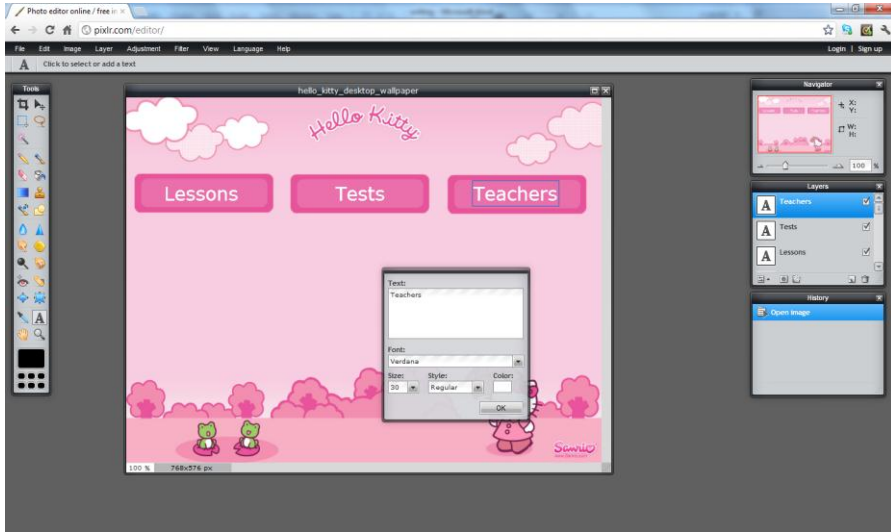 Photo editor online / free in
pixlr.com/editor/
File Edit Image Layer Adjustment Filter View Language Help
Login | Sign up
A Click to select or add a text
Tools
hello_kitty_desktop_wallpaper
Navigator
Hello Kitty
X:
Y:
W:
H:
100 %
Lessons Tests Teachers
Layers
A Teachers
A Tests
A Lessons
History
Open image
Text:
Teachers
Font:
Verdana
Size: Style: Color:
30 Regular
OK
A
Sanrio
100 % 768x576 px